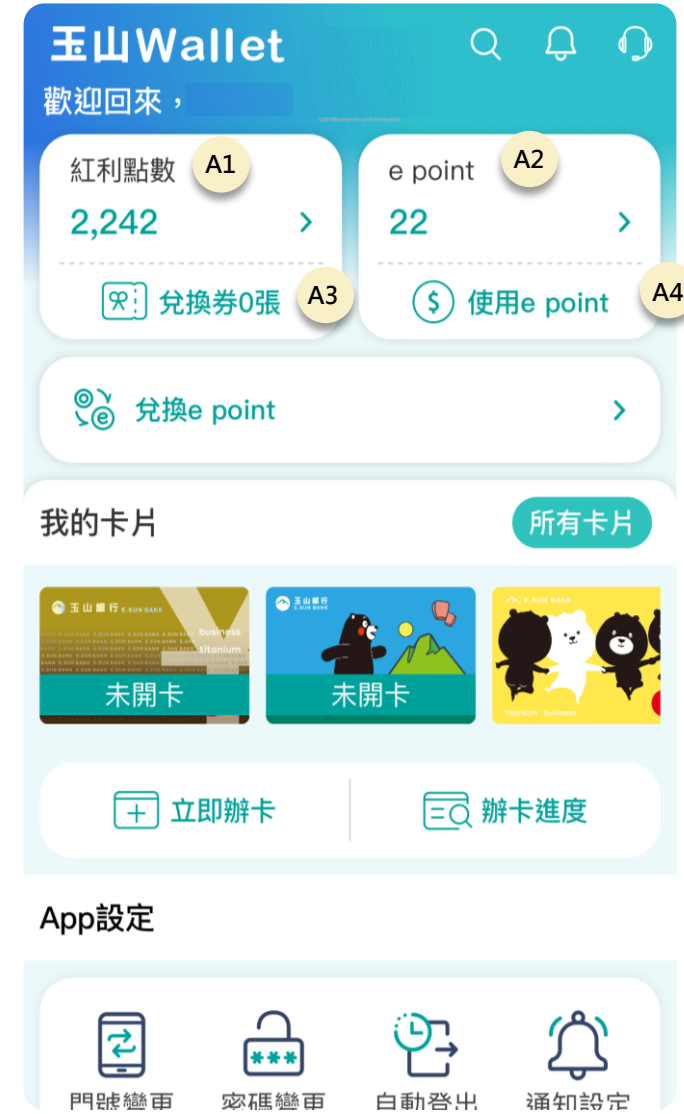 玉山Wallet
歡迎回來，
紅利點數 A1
e point A2
2,242
22
兌換券0張 A3
使用e point A4
兌換e point
我的卡片
所有卡片
玉山銀行 E.SUN BANK
business
titanium
未開卡
玉山銀行
E.SUN BANK
未開卡
E.SUN BANK
titanium business
立即辦卡
辦卡進度
App設定
門號變更
密碼變更
自動登出
通知設定